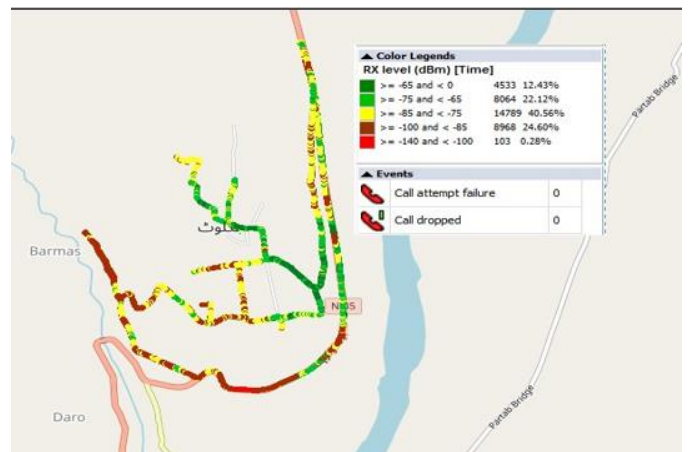 Color Legends
RX level (dBm) [Time]
>= -65 and < 0 4533 12.43%
>= -75 and < -65 8064 22.12%
>= -85 and < -75 14789 40.56%
>= -100 and < -85 8968 24.60%
>= -140 and < -100 103 0.28%
Events
Call attempt failure 0
Call dropped 0
Partab Bridge
Barmas
Partab Bridge
Daro